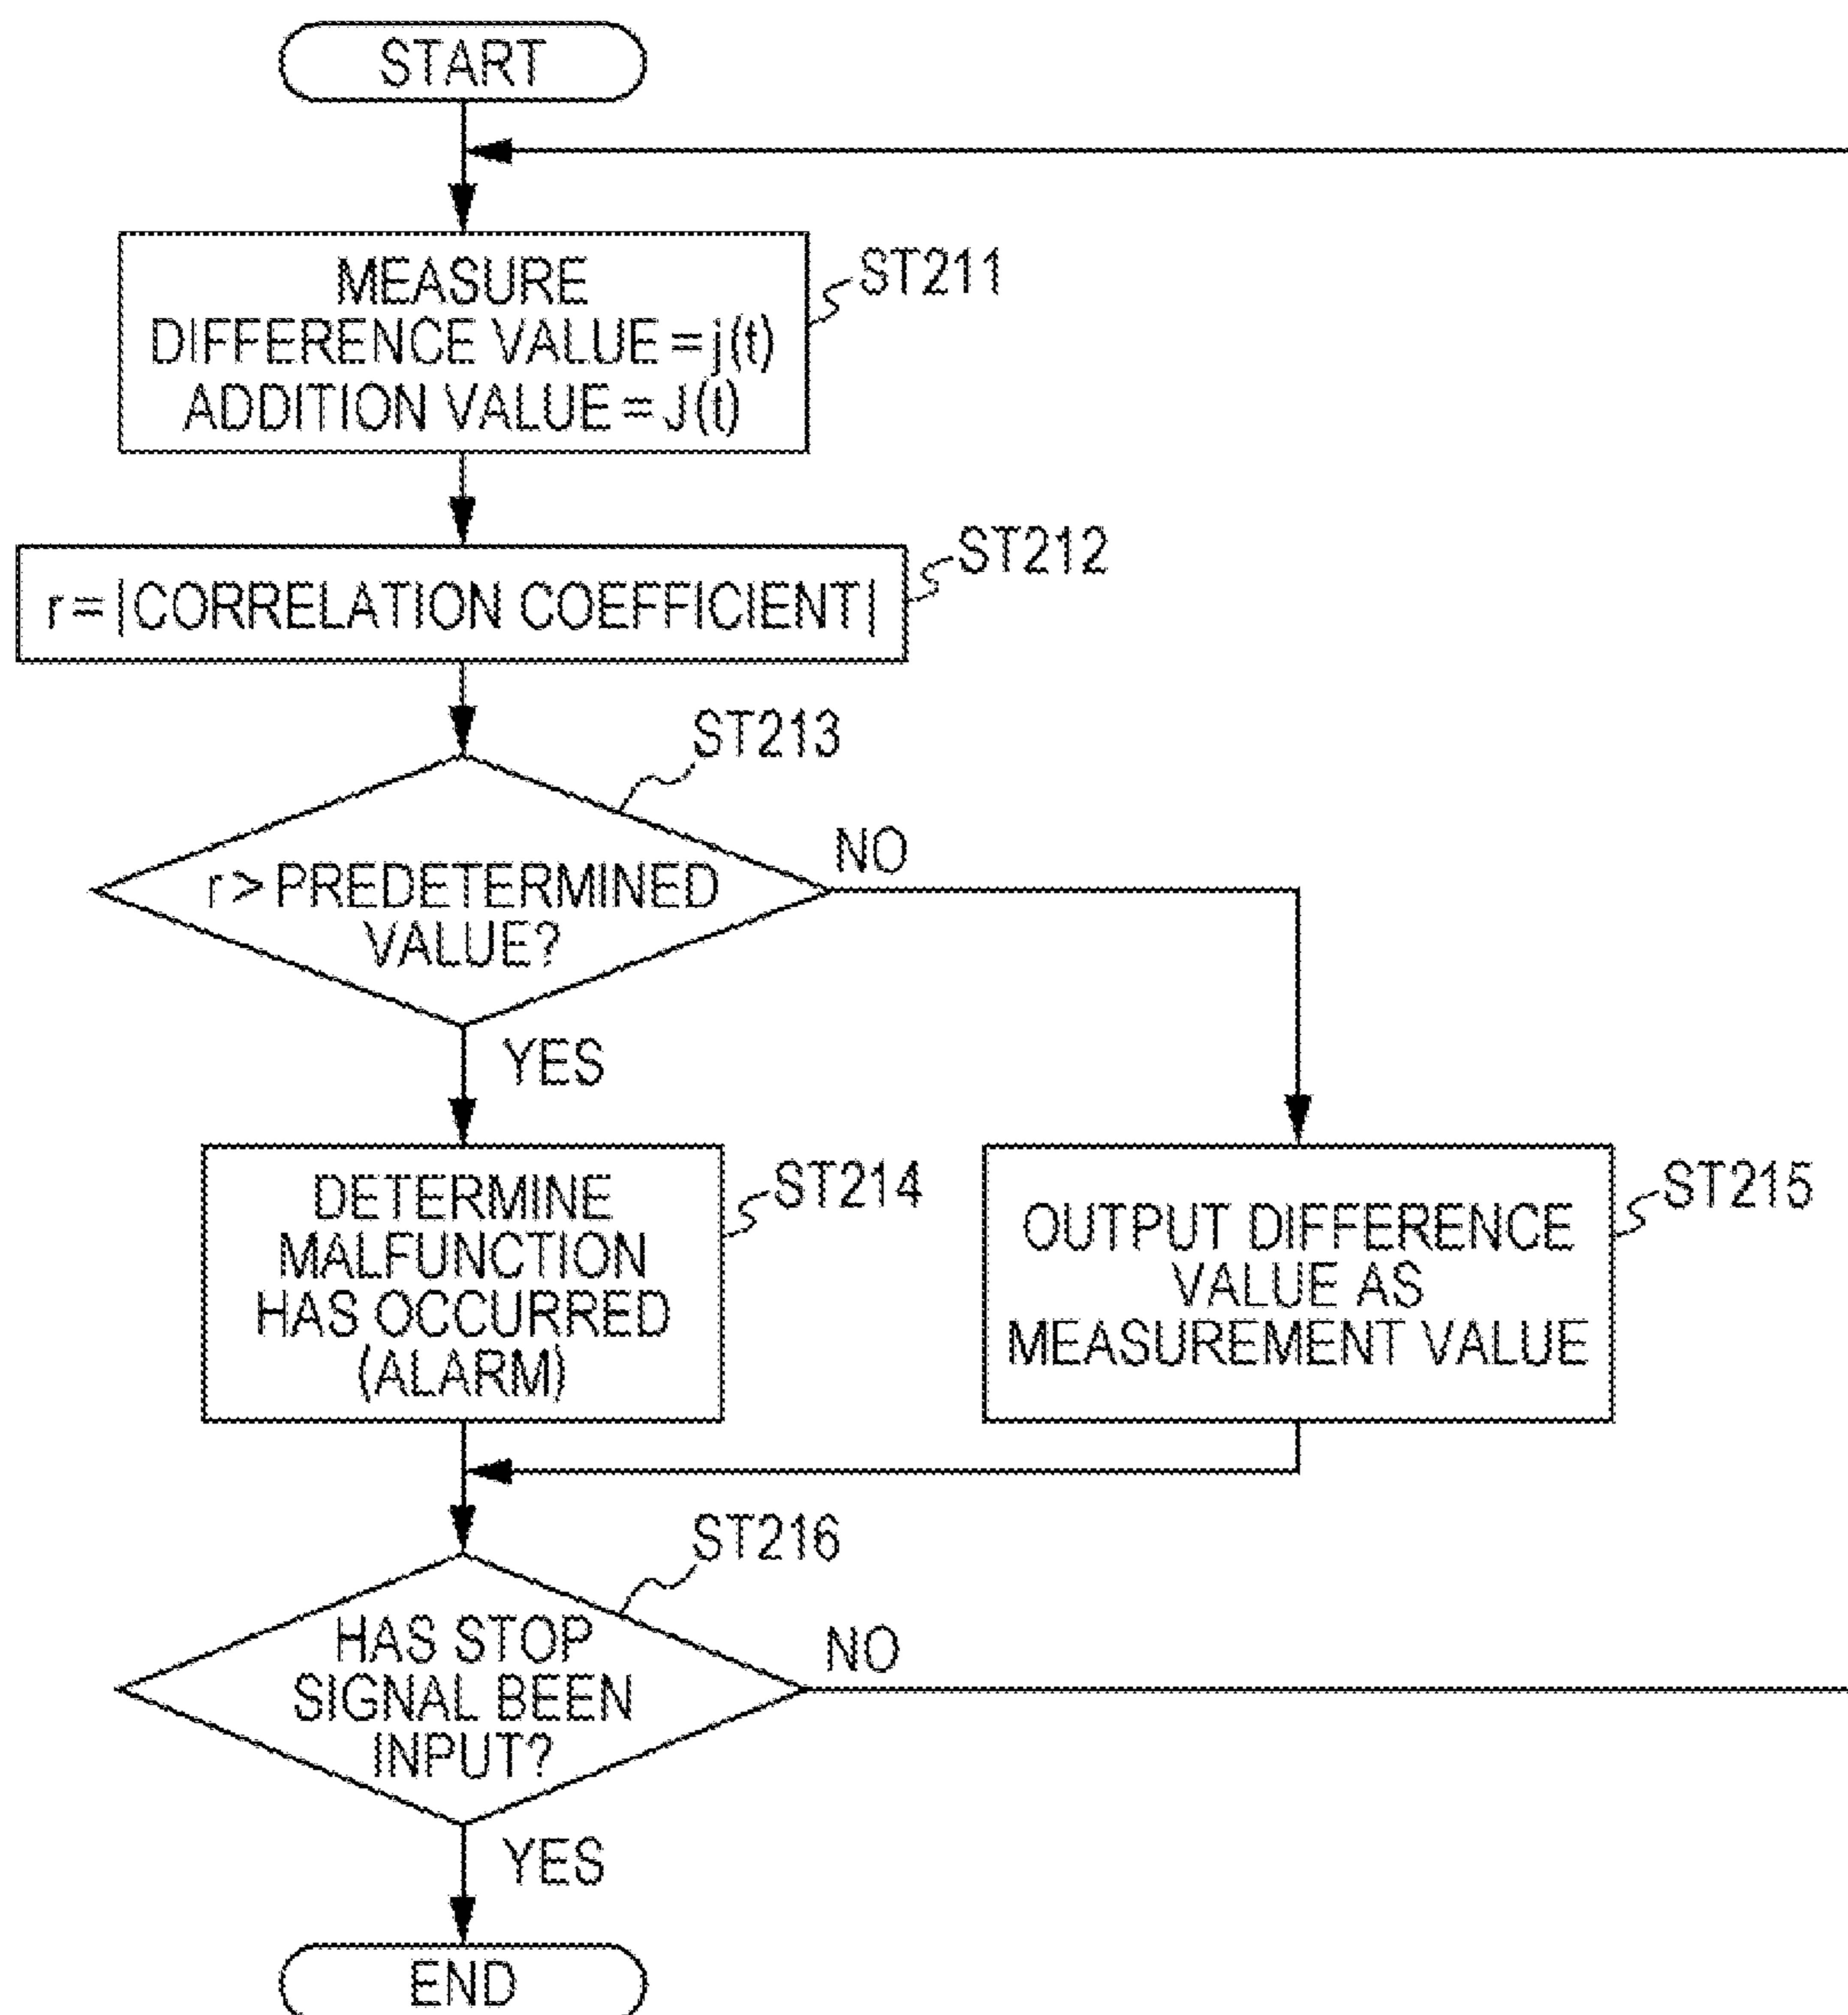 START
MEASURE
DIFFERENCE VALUE = j(t)
ADDITION VALUE = J(t)
ST211
r = |CORRELATION COEFFICIENT|
ST212
ST213
r > PREDETERMINED
VALUE?
NO
YES
DETERMINE
MALFUNCTION
HAS OCCURRED
(ALARM)
ST214
OUTPUT DIFFERENCE
VALUE AS
MEASUREMENT VALUE
ST215
ST216
HAS STOP
SIGNAL BEEN
INPUT?
NO
YES
END